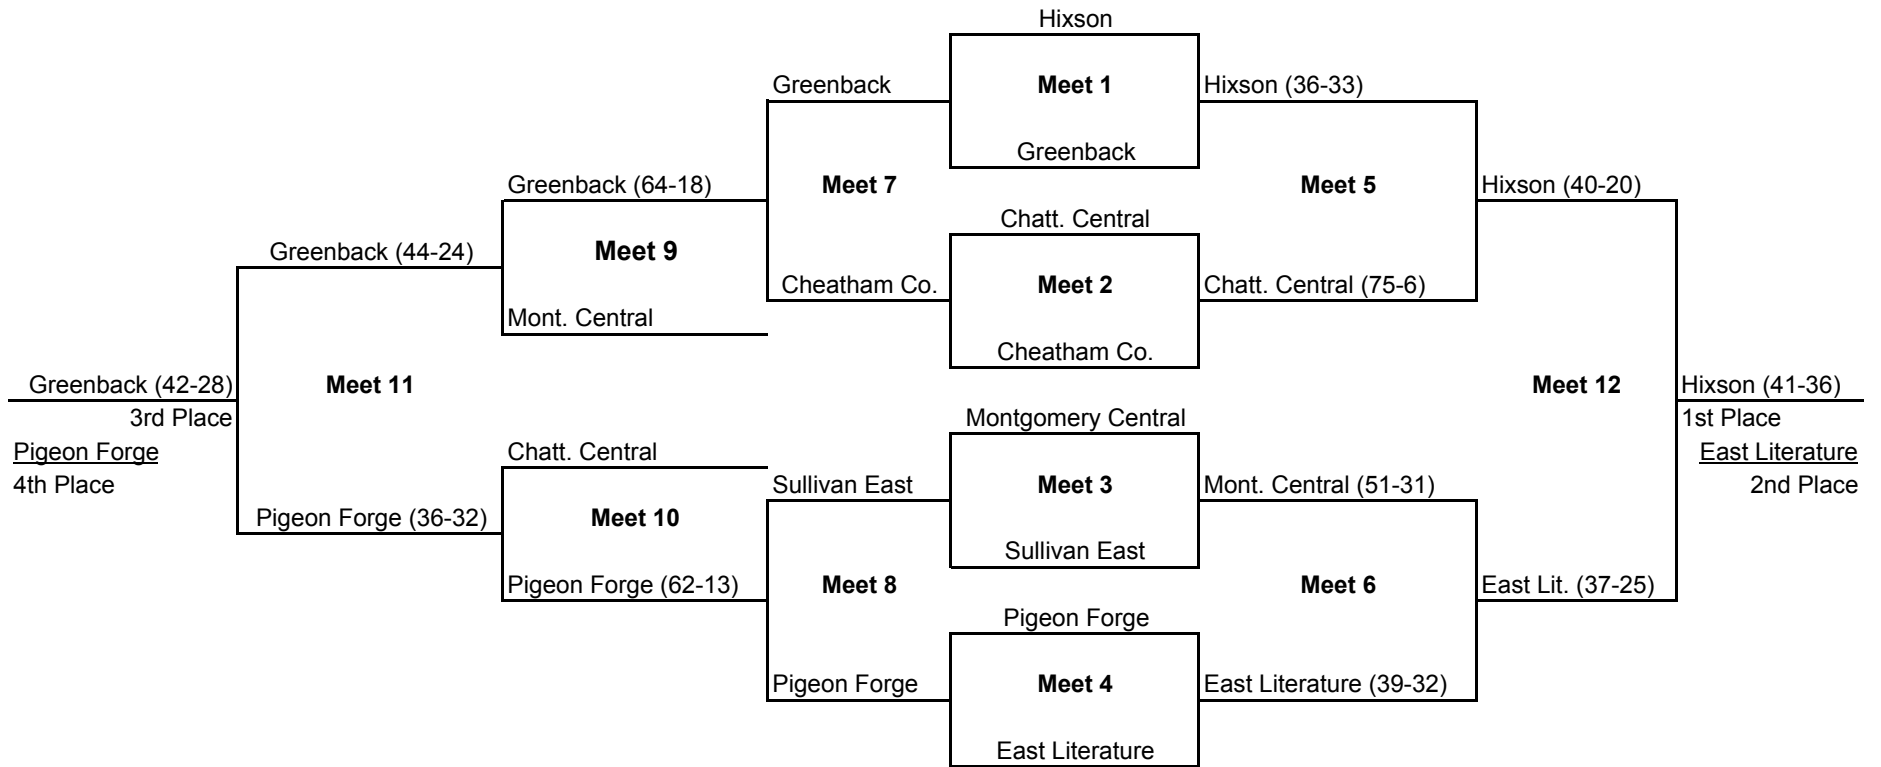 Hixson
Greenback Meet 1 Hixson (36-33)
Greenback
Greenback (64-18) Meet 7 Meet 5 Hixson (40-20)
Chatt. Central
Greenback (44-24) Meet 9
Cheatham Co. Meet 2 Chatt. Central (75-6)
Mont. Central
Cheatham Co.
Greenback (42-28) Meet 11 Meet 12 Hixson (41-36)
3rd Place Montgomery Central 1st Place
Pigeon Forge Chatt. Central East Literature
4th Place Sullivan East Meet 3 Mont. Central (51-31) 2nd Place
Pigeon Forge (36-32) Meet 10
Sullivan East
Pigeon Forge (62-13) Meet 8 Meet 6 East Lit. (37-25)
Pigeon Forge
Pigeon Forge Meet 4 East Literature (39-32)
East Literature